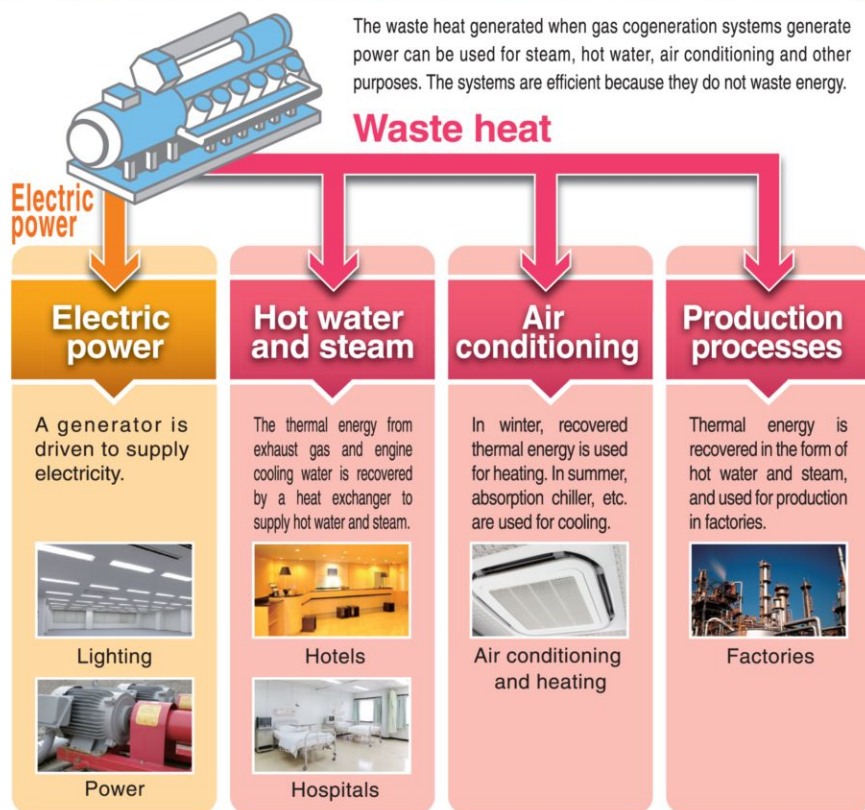 The waste heat generated when gas cogeneration systems generate
power can be used for steam, hot water, air conditioning and other
purposes. The systems are efficient because they do not waste energy.
Waste heat
Electric
power
Electric
power
A generator is
driven to supply
electricity.
Lighting
Power
Hot water
and steam
The thermal energy from
exhaust gas and engine
cooling water is recovered
by a heat exchanger to
supply hot water and steam.
Hotels
Hospitals
Air
conditioning
In winter, recovered
thermal energy is used
for heating. In summer,
absorption chiller, etc.
are used for cooling.
Air conditioning
and heating
Production
processes
Thermal energy is
recovered in the form of
hot water and steam,
and used for production
in factories.
Factories